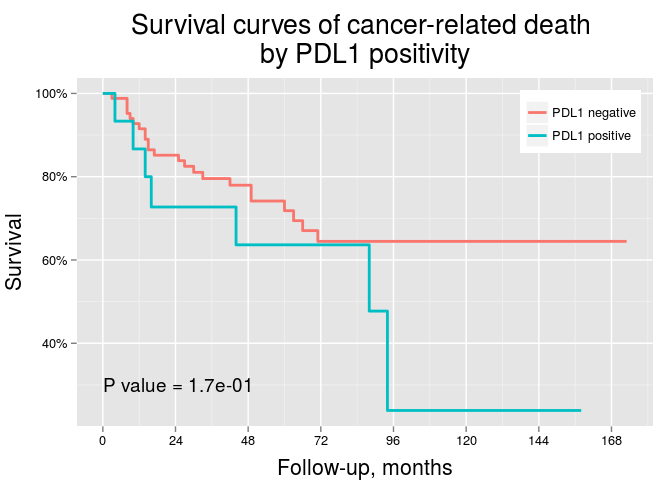 Survival curves of cancer-related death
by PDL1 positivity
100%
80%
60%
40%
Survival
PDL1 negative
PDL1 positive
P value = 1.7e-01
0 24 48 72 96 120 144 168
Follow-up, months